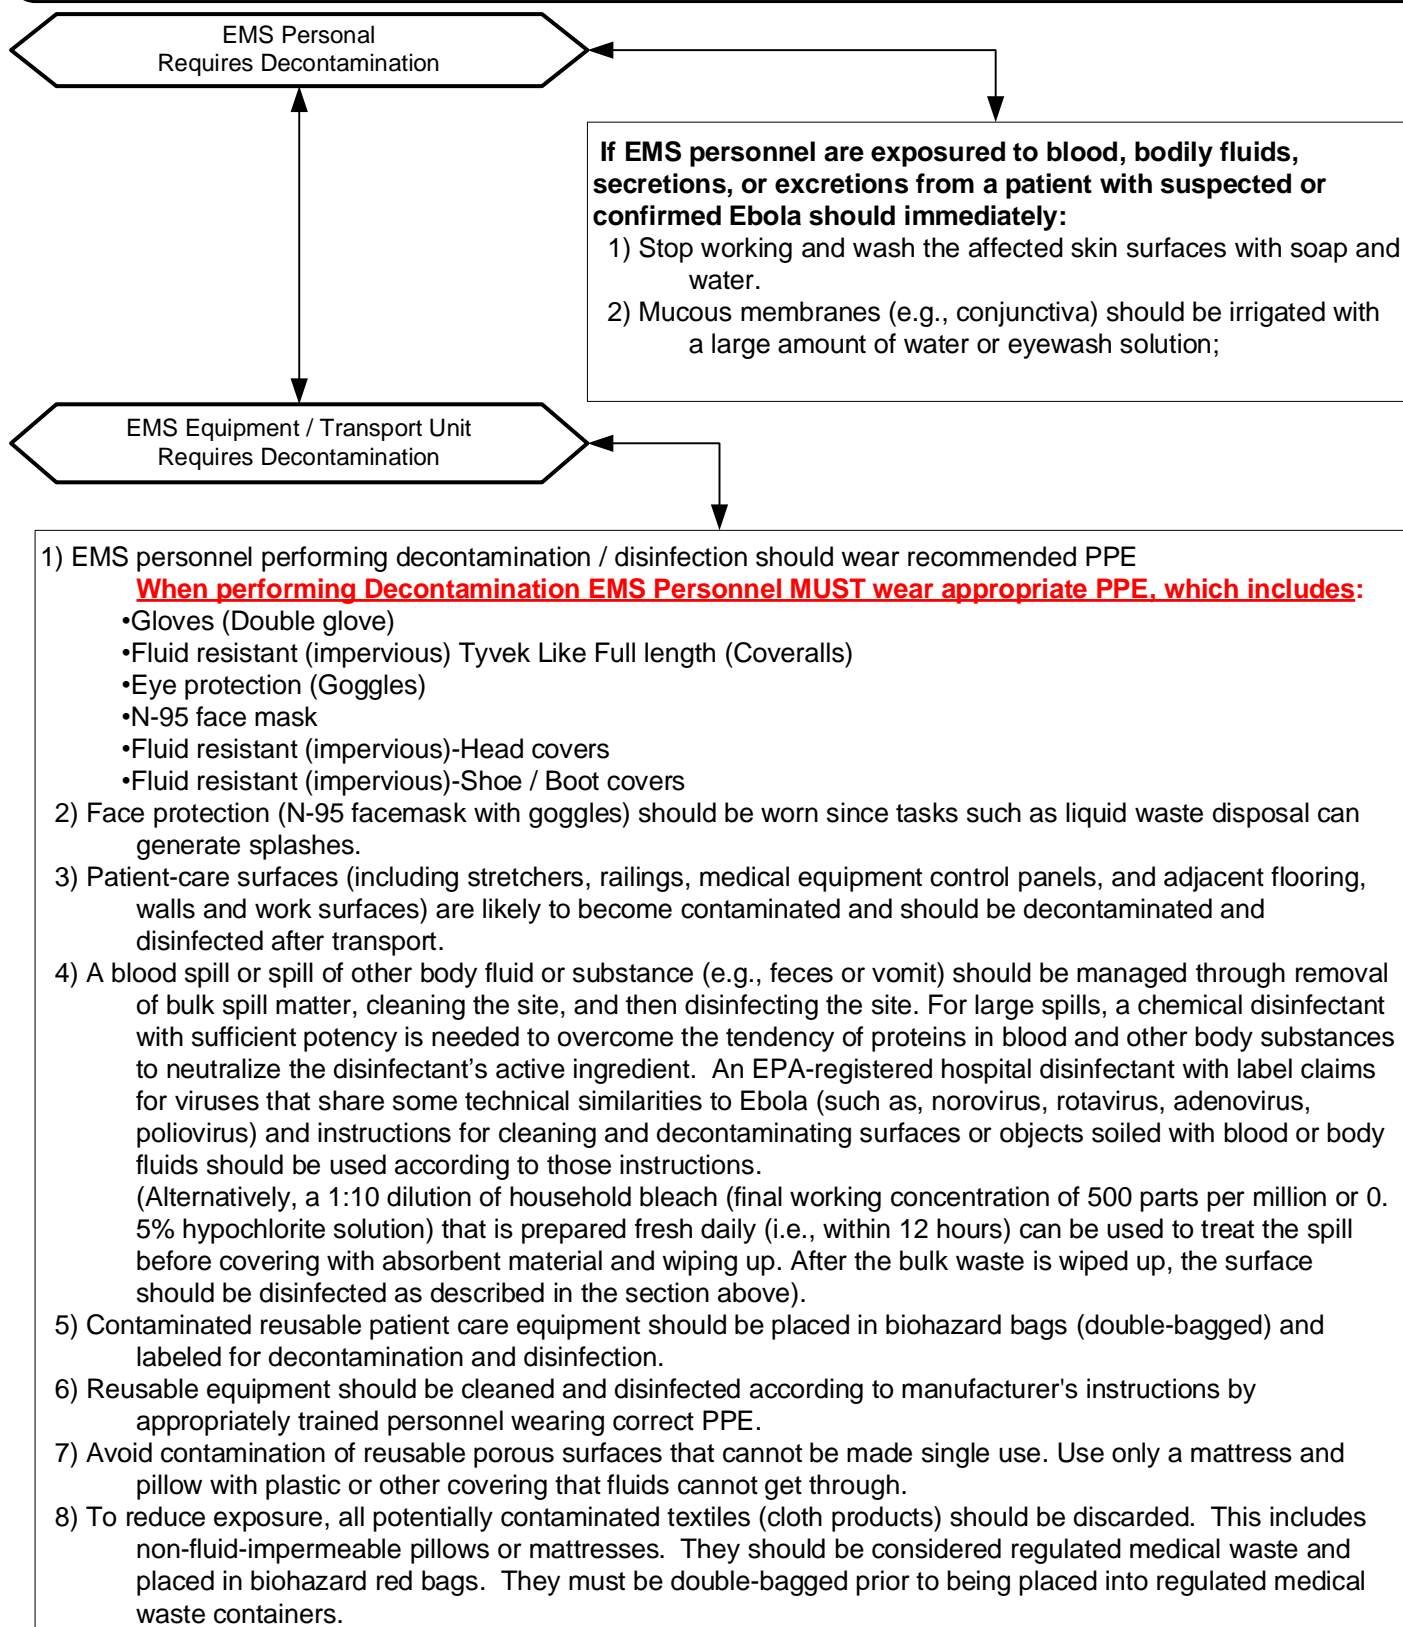 EMS Personal
Requires Decontamination
If EMS personnel are exposured to blood, bodily fluids,
secretions, or excretions from a patient with suspected or
confirmed Ebola should immediately:
1) Stop working and wash the affected skin surfaces with soap and
water.
2) Mucous membranes (e.g., conjunctiva) should be irrigated with
a large amount of water or eyewash solution;
EMS Equipment / Transport Unit
Requires Decontamination
1) EMS personnel performing decontamination / disinfection should wear recommended PPE
When performing Decontamination EMS Personnel MUST wear appropriate PPE, which includes:
•Gloves (Double glove)
•Fluid resistant (impervious) Tyvek Like Full length (Coveralls)
•Eye protection (Goggles)
•N-95 face mask
•Fluid resistant (impervious)-Head covers
•Fluid resistant (impervious)-Shoe / Boot covers
2) Face protection (N-95 facemask with goggles) should be worn since tasks such as liquid waste disposal can
generate splashes.
3) Patient-care surfaces (including stretchers, railings, medical equipment control panels, and adjacent flooring,
walls and work surfaces) are likely to become contaminated and should be decontaminated and
disinfected after transport.
4) A blood spill or spill of other body fluid or substance (e.g., feces or vomit) should be managed through removal
of bulk spill matter, cleaning the site, and then disinfecting the site. For large spills, a chemical disinfectant
with sufficient potency is needed to overcome the tendency of proteins in blood and other body substances
to neutralize the disinfectant’s active ingredient.  An EPA-registered hospital disinfectant with label claims
for viruses that share some technical similarities to Ebola (such as, norovirus, rotavirus, adenovirus,
poliovirus) and instructions for cleaning and decontaminating surfaces or objects soiled with blood or body
fluids should be used according to those instructions.
(Alternatively, a 1:10 dilution of household bleach (final working concentration of 500 parts per million or 0.
5% hypochlorite solution) that is prepared fresh daily (i.e., within 12 hours) can be used to treat the spill
before covering with absorbent material and wiping up. After the bulk waste is wiped up, the surface
should be disinfected as described in the section above).
5) Contaminated reusable patient care equipment should be placed in biohazard bags (double-bagged) and
labeled for decontamination and disinfection.
6) Reusable equipment should be cleaned and disinfected according to manufacturer's instructions by
appropriately trained personnel wearing correct PPE.
7) Avoid contamination of reusable porous surfaces that cannot be made single use. Use only a mattress and
pillow with plastic or other covering that fluids cannot get through.
8) To reduce exposure, all potentially contaminated textiles (cloth products) should be discarded.  This includes
non-fluid-impermeable pillows or mattresses.  They should be considered regulated medical waste and
placed in biohazard red bags.  They must be double-bagged prior to being placed into regulated medical
waste containers.